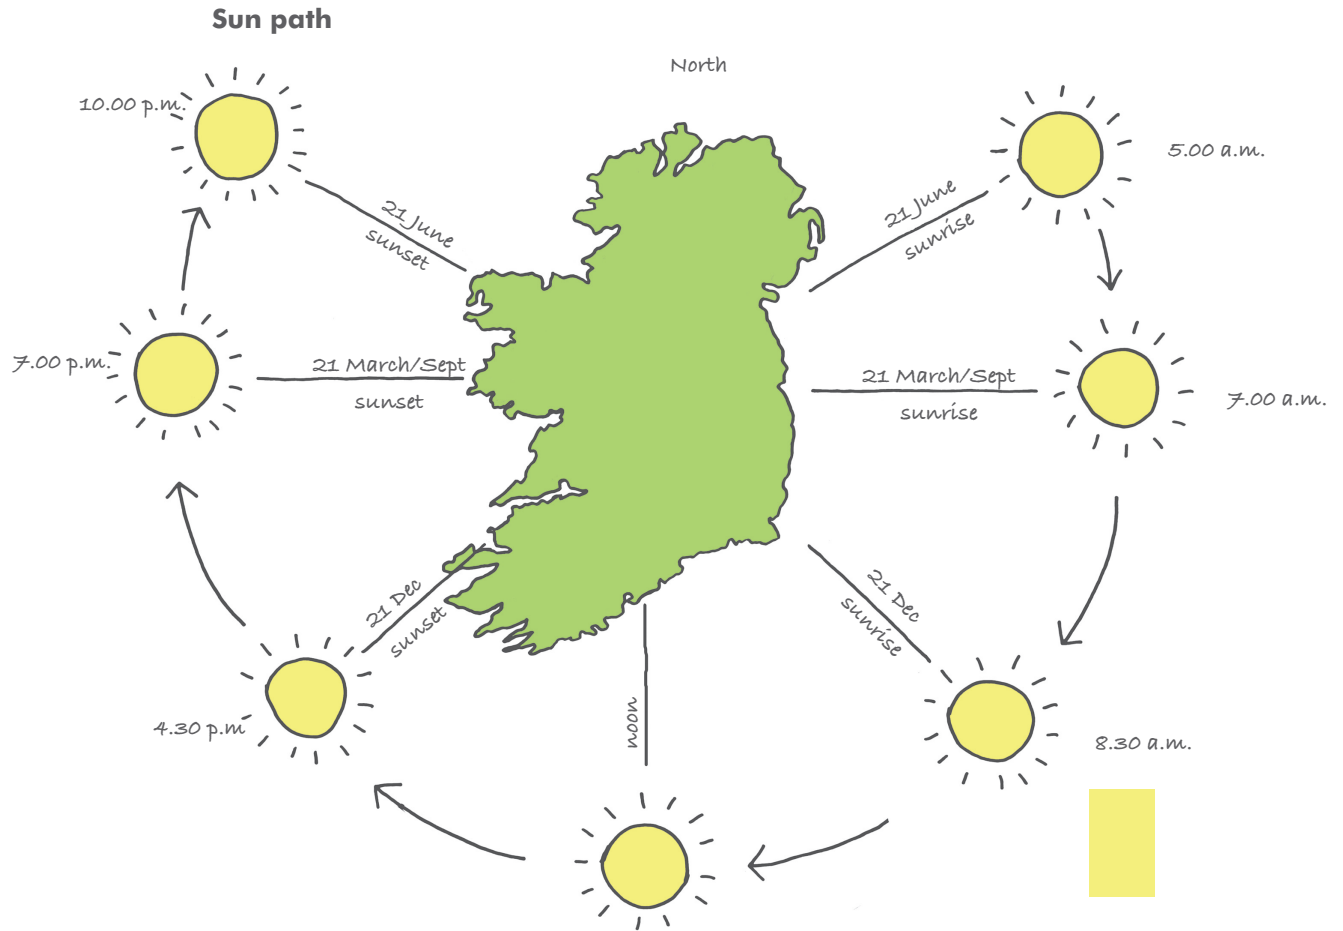 Sun path
North
10.00 p.m.
5.00 a.m.
21 June
sunset
21 June
sunrise
7.00 p.m.
21 March/Sept
sunset
21 March/Sept
sunrise
7.00 a.m.
21 Dec
sunset
21 Dec
sunrise
4.30 p.m
noon
8.30 a.m.